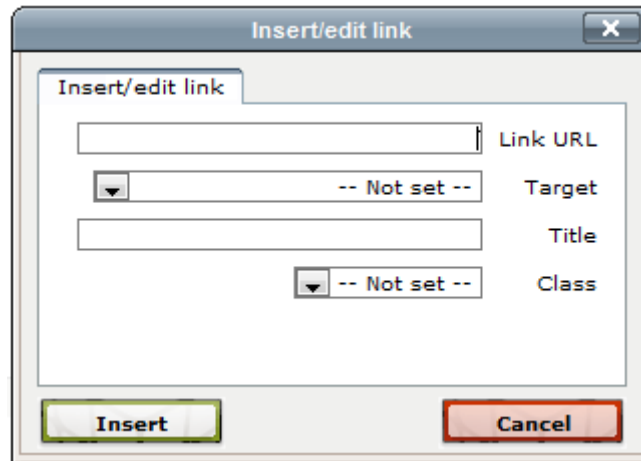 Insert/edit link
Insert/edit link
Link URL
-- Not set -- Target
Title
-- Not set -- Class
Insert Cancel